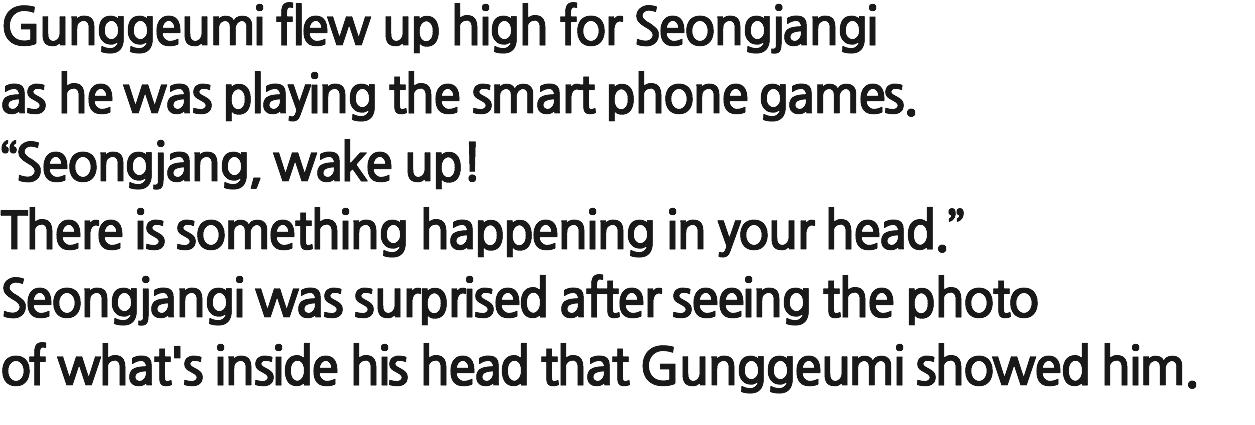 Gunggeumi flew up high for Seongjangi
as he was playing the smart phone games.
“Seongjang, wake up!
There is something happening in your head.”
Seongjangi was surprised after seeing the photo
of what's inside his head that Gunggeumi showed him.